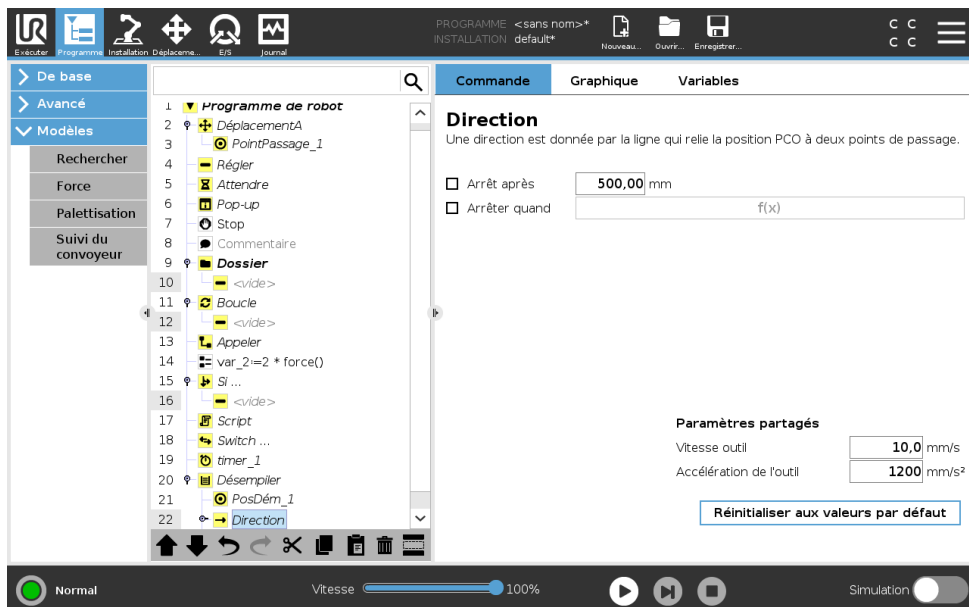 PROGRAMME <sans nom>*
INSTALLATION default*
Exécuter
Programme
Installation
Déplaceme...
E/S
Journal
Nouveau...
Ouvrir...
Enregistrer...
C C
C C
De base
Avancé
Modèles
Rechercher
Force
Palettisation
Suivi du
convoyeur
1 Programme de robot
2 DéplacementA
3 PointPassage_1
4 Régler
5 Attendre
6 Pop-up
7 Stop
8 Commentaire
9 Dossier
10 <vide>
11 Boucle
12 <vide>
13 Appeler
14 var_2:=2 * force()
15 Si ...
16 <vide>
17 Script
18 Switch ...
19 timer_1
20 Désempiler
21 PosDém_1
22 Direction
Commande
Graphique
Variables
Direction
Une direction est donnée par la ligne qui relie la position PCO à deux points de passage.
Arrêt après 500,00 mm
Arrêter quand f(x)
Paramètres partagés
Vitesse outil 10,0 mm/s
Accélération de l'outil 1200 mm/s²
Réinitialiser aux valeurs par défaut
Normal
Vitesse 100%
Simulation